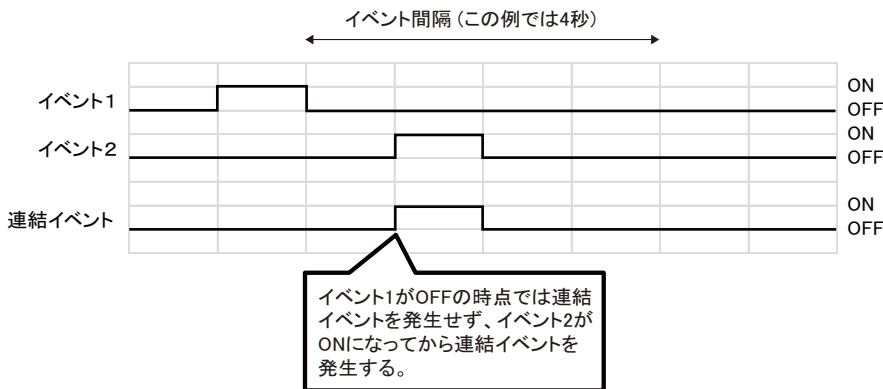 イベント間隔（この例では4秒）
イベント1
ON
OFF
イベント2
ON
OFF
連結イベント
ON
OFF
イベント1がOFFの時点では連結
イベントを発生せず、イベント2が
ONになってから連結イベントを
発生する。